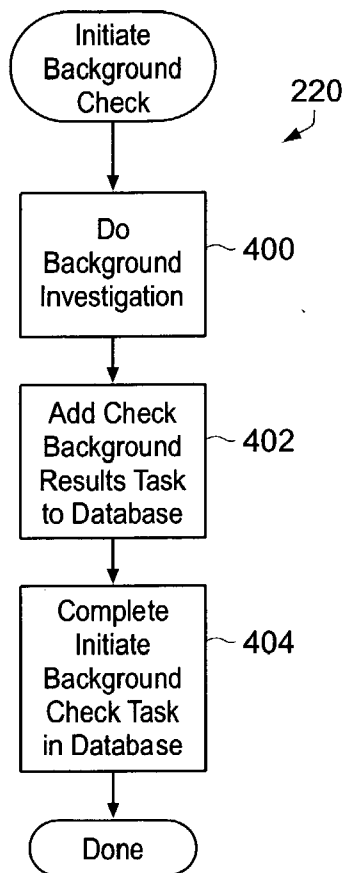 Initiate
Background
Check
220
Do
Background
Investigation
400
Add Check
Background
Results Task
to Database
402
Complete
Initiate
Background
Check Task
in Database
404
Done